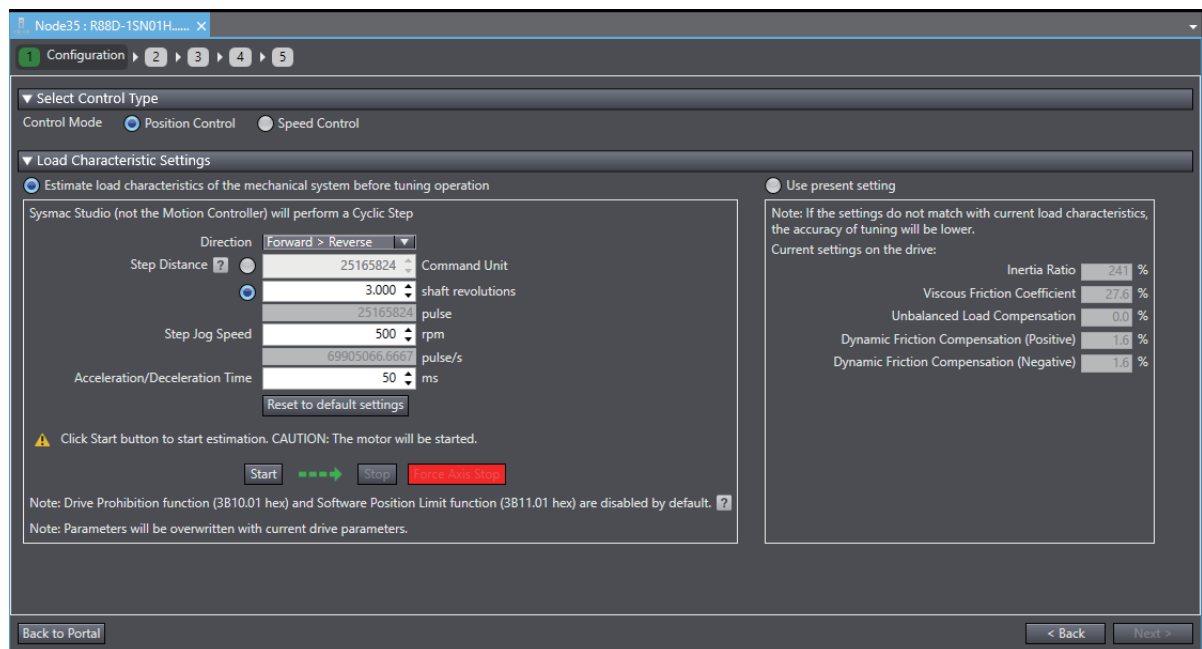 Node35 : R88D-1SN01H...... ×
1 Configuration 2 3 4 5
Select Control Type
Control Mode Position Control Speed Control
Load Characteristic Settings
Estimate load characteristics of the mechanical system before tuning operation
Sysmac Studio (not the Motion Controller) will perform a Cyclic Step
Direction Forward > Reverse
Step Distance ? 25165824 Command Unit
3.000 shaft revolutions
25165824 pulse
Step Jog Speed 500 rpm
69905066.6667 pulse/s
Acceleration/Deceleration Time 50 ms
Reset to default settings
Click Start button to start estimation. CAUTION: The motor will be started.
Start Stop Force Axis Stop
Note: Drive Prohibition function (3B10.01 hex) and Software Position Limit function (3B11.01 hex) are disabled by default. ?
Note: Parameters will be overwritten with current drive parameters.
Use present setting
Note: If the settings do not match with current load characteristics,
the accuracy of tuning will be lower.
Current settings on the drive:
Inertia Ratio 241 %
Viscous Friction Coefficient 27.6 %
Unbalanced Load Compensation 0.0 %
Dynamic Friction Compensation (Positive) 1.6 %
Dynamic Friction Compensation (Negative) 1.6 %
Back to Portal < Back Next >